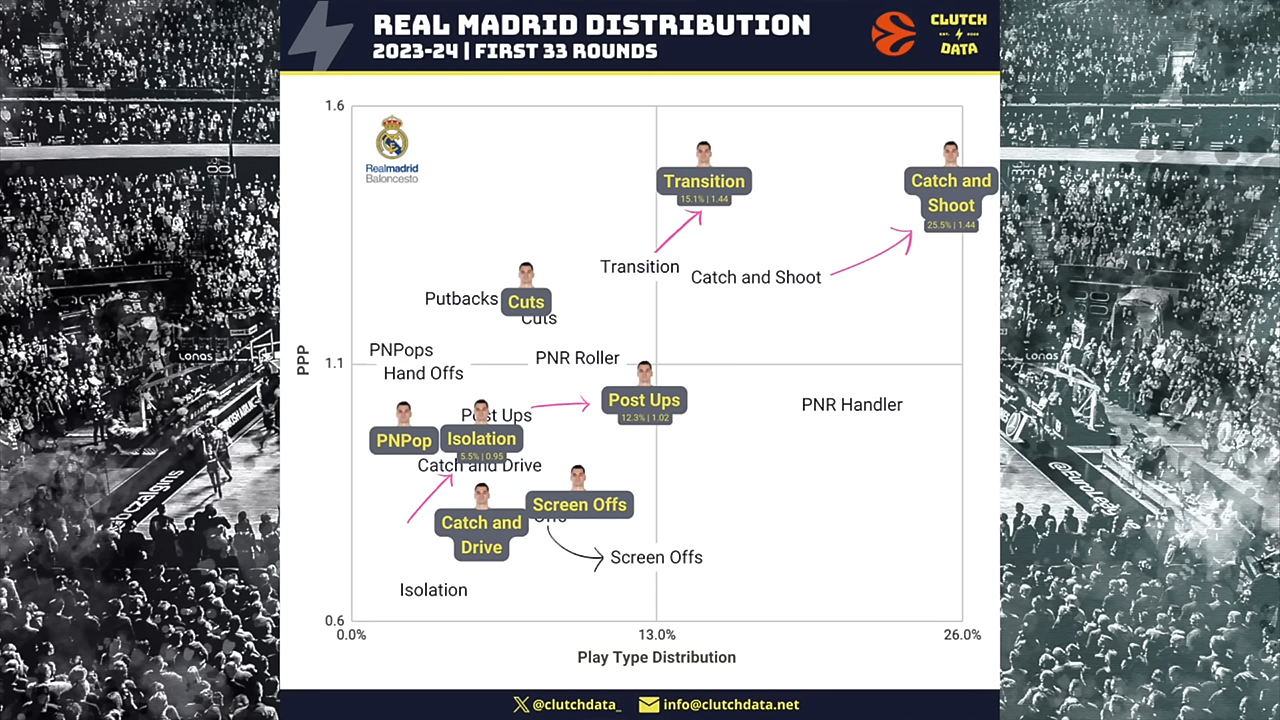 REAL MADRID DISTRIBUTION
2023-24 | FIRST 33 ROUNDS
CLUTCH
DATA
1.6
Realmadrid
Baloncesto
Transition
15.1% | 1.44
Catch and
Shoot
25.5% | 1.44
Transition
Catch and Shoot
Putbacks
Cuts
Cuts
PNPops
Hand Offs
PNR Roller
PPP
1.1
Post Ups
12.3% | 1.02
PNR Handler
Post Ups
PNPop
Isolation
5.5% | 0.95
Catch and Drive
Screen Offs
Offs
Catch and
Drive
Screen Offs
Isolation
0.6
0.0%
13.0%
26.0%
Play Type Distribution
LONAS
LONAS
@clutchdata_
info@clutchdata.net